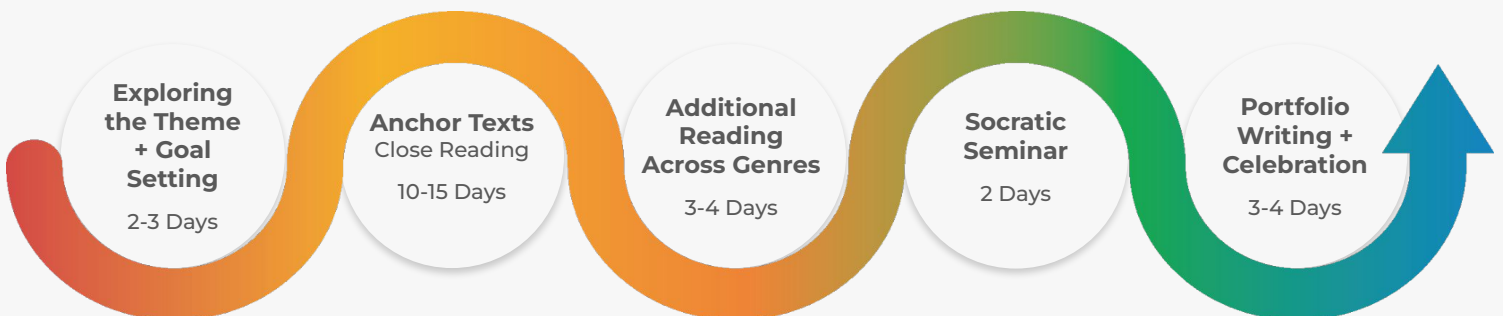 Exploring
the Theme
+ Goal
Setting
2-3 Days
Anchor Texts
Close Reading
10-15 Days
Additional
Reading
Across Genres
3-4 Days
Socratic
Seminar
2 Days
Portfolio
Writing +
Celebration
3-4 Days